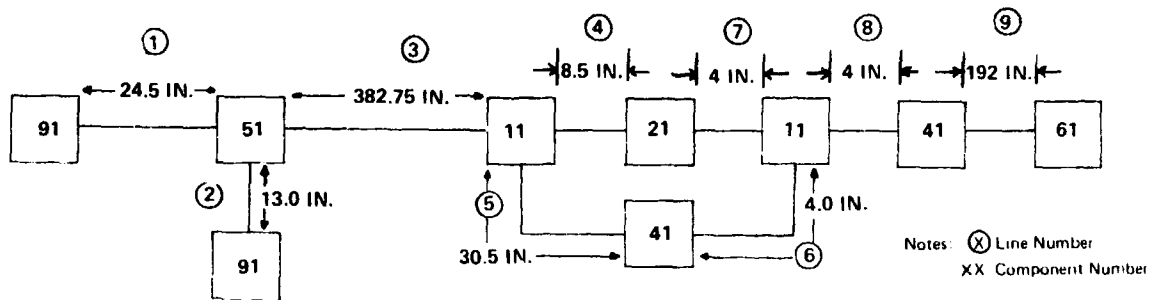 ① ③ ④ ⑦ ⑧ ⑨
24.5 IN. 382.75 IN. 8.5 IN. 4 IN. 4 IN. 192 IN.
91 51 11 21 11 41 61
② 13.0 IN. ⑤ 4.0 IN.
91 30.5 IN. 41 ⑥
Notes: Ⓧ Line Number
XX Component Number